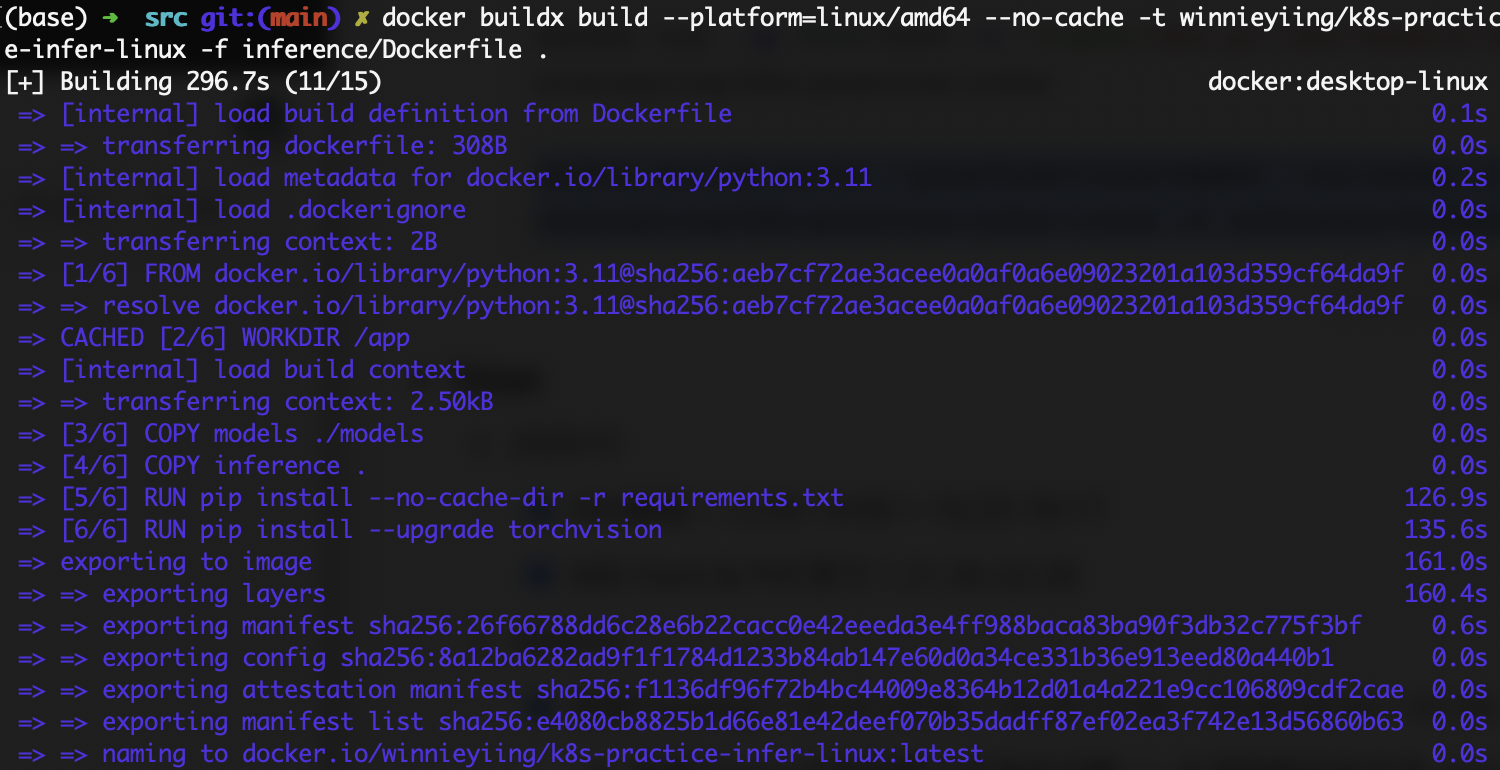 (base) ➜ src git:(main) ✗ docker buildx build --platform=linux/amd64 --no-cache -t winnieyiing/k8s-practic
e-infer-linux -f inference/Dockerfile .
[+] Building 296.7s (11/15) docker:desktop-linux
=> [internal] load build definition from Dockerfile 0.1s
=> => transferring dockerfile: 308B 0.0s
=> [internal] load metadata for docker.io/library/python:3.11 0.2s
=> [internal] load .dockerignore 0.0s
=> => transferring context: 2B 0.0s
=> [1/6] FROM docker.io/library/python:3.11@sha256:aeb7cf72ae3acee0a0af0a6e09023201a103d359cf64da9f 0.0s
=> => resolve docker.io/library/python:3.11@sha256:aeb7cf72ae3acee0a0af0a6e09023201a103d359cf64da9f 0.0s
=> CACHED [2/6] WORKDIR /app 0.0s
=> [internal] load build context 0.0s
=> => transferring context: 2.50kB 0.0s
=> [3/6] COPY models ./models 0.0s
=> [4/6] COPY inference . 0.0s
=> [5/6] RUN pip install --no-cache-dir -r requirements.txt 126.9s
=> [6/6] RUN pip install --upgrade torchvision 135.6s
=> exporting to image 161.0s
=> => exporting layers 160.4s
=> => exporting manifest sha256:26f66788dd6c28e6b22cacc0e42eeeda3e4ff988baca83ba90f3db32c775f3bf 0.6s
=> => exporting config sha256:8a12ba6282ad9f1f1784d1233b84ab147e60d0a34ce331b36e913eed80a440b1 0.0s
=> => exporting attestation manifest sha256:f1136df96f72b4bc44009e8364b12d01a4a221e9cc106809cdf2cae 0.0s
=> => exporting manifest list sha256:e4080cb8825b1d66e81e42deef070b35dadff87ef02ea3f742e13d56860b63 0.0s
=> => naming to docker.io/winnieyiing/k8s-practice-infer-linux:latest 0.0s